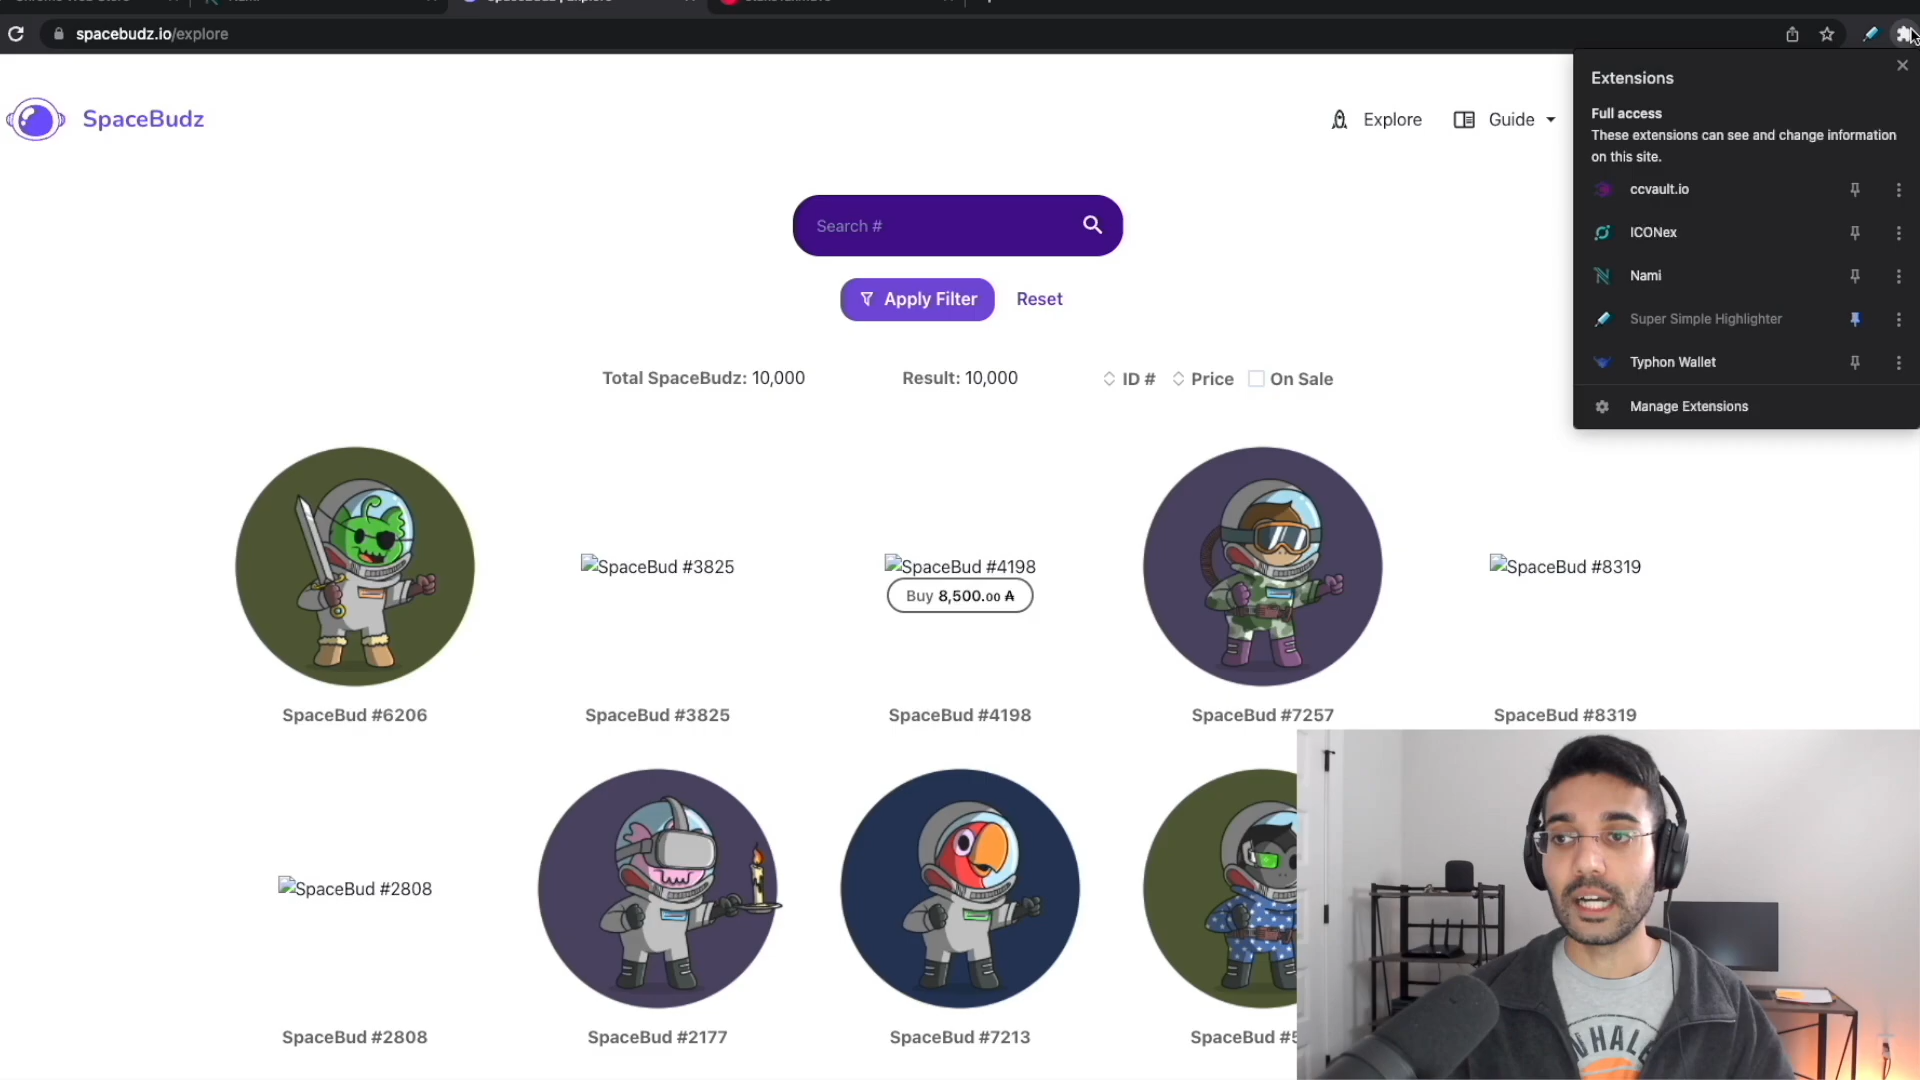 spacebudz.io/explore
SpaceBudz
Explore
Guide
Search #
Apply Filter
Reset
Total SpaceBudz: 10,000
Result: 10,000
ID #
Price
On Sale
Extensions
Full access
These extensions can see and change information
on this site.
ccvault.io
ICONex
Nami
Super Simple Highlighter
Typhon Wallet
Manage Extensions
SpaceBud #3825
SpaceBud #4198
Buy 8,500.00 ₳
SpaceBud #8319
SpaceBud #6206
SpaceBud #3825
SpaceBud #4198
SpaceBud #7257
SpaceBud #8319
SpaceBud #2808
SpaceBud #2808
SpaceBud #2177
SpaceBud #7213
SpaceBud #5